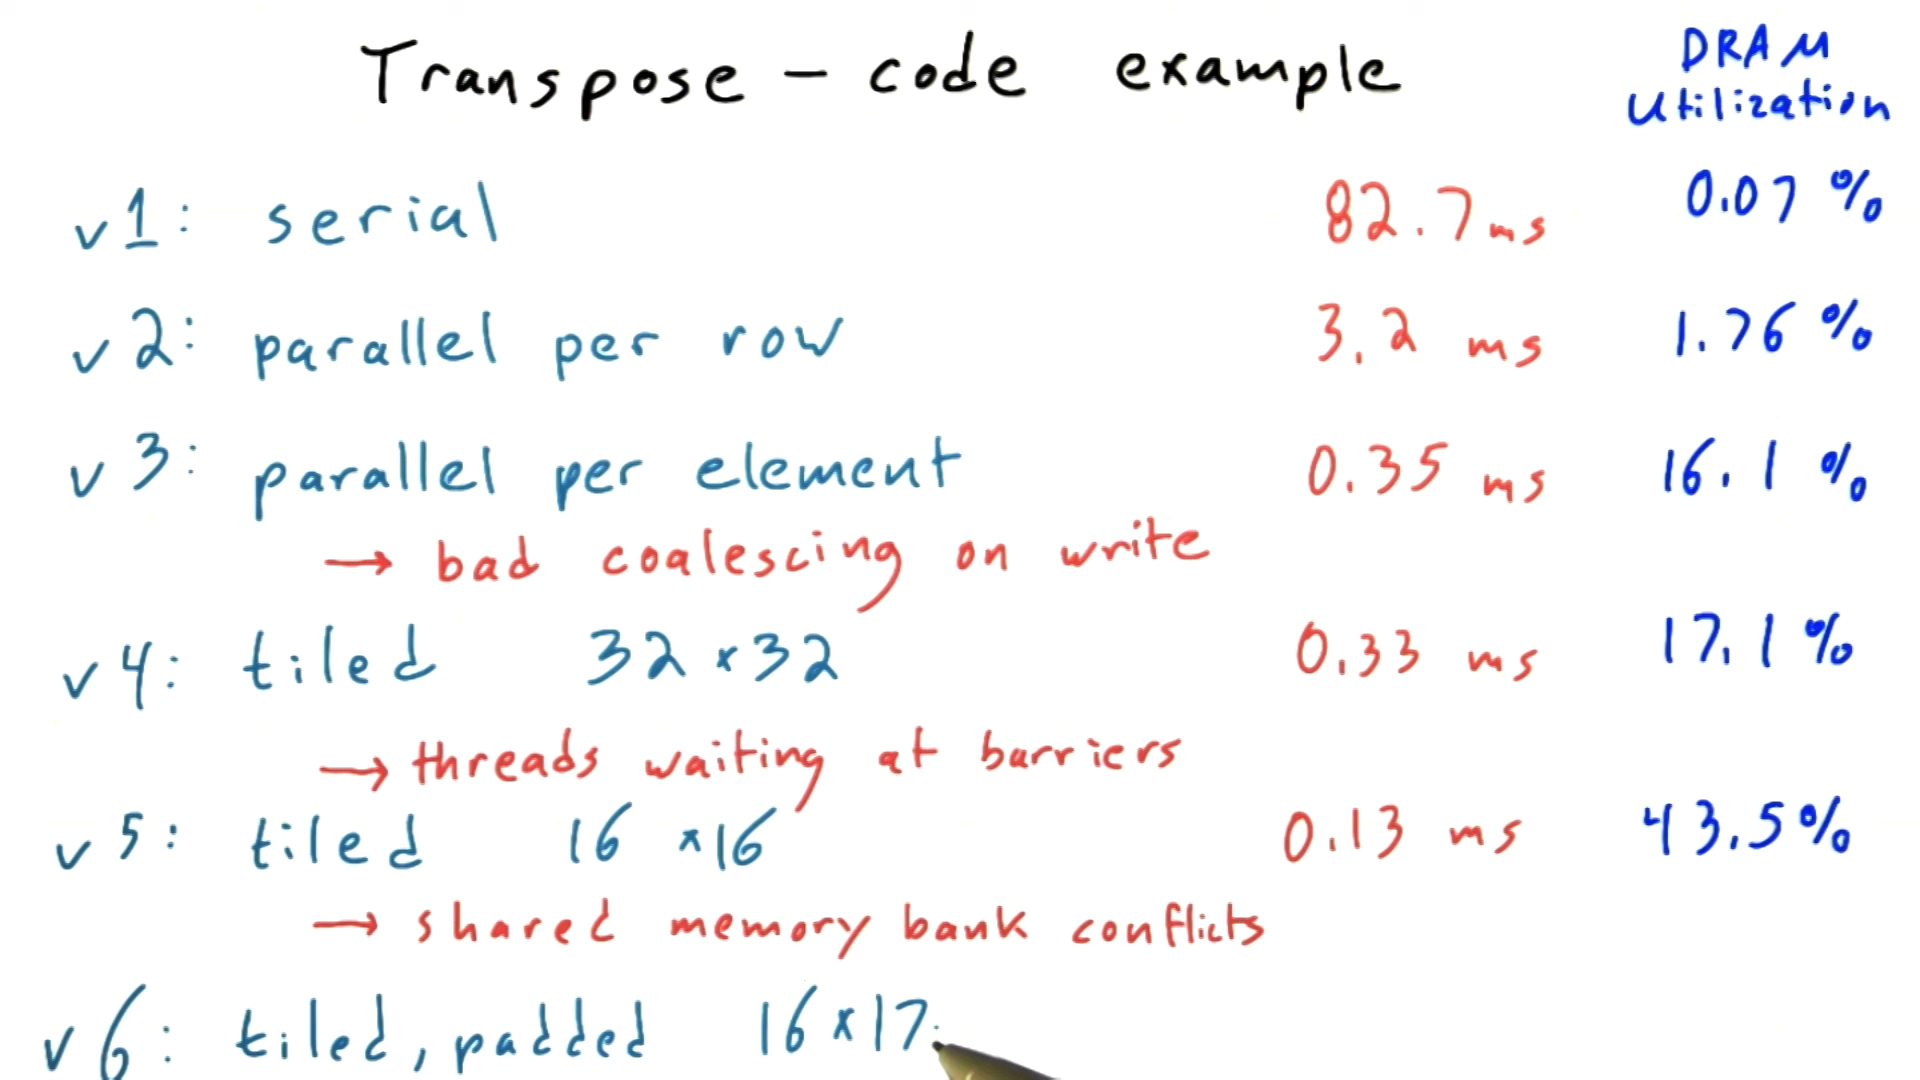 Transpose – code example
DRAM
Utilization
v1: serial 82.7 ms 0.07 %
v2: parallel per row 3.2 ms 1.76 %
v3: parallel per element 0.35 ms 16.1 %
→ bad coalescing on write
v4: tiled 32 × 32 0.33 ms 17.1 %
→ threads waiting at barriers
v5: tiled 16 × 16 0.13 ms 43.5 %
→ shared memory bank conflicts
v6: tiled, padded 16 × 17